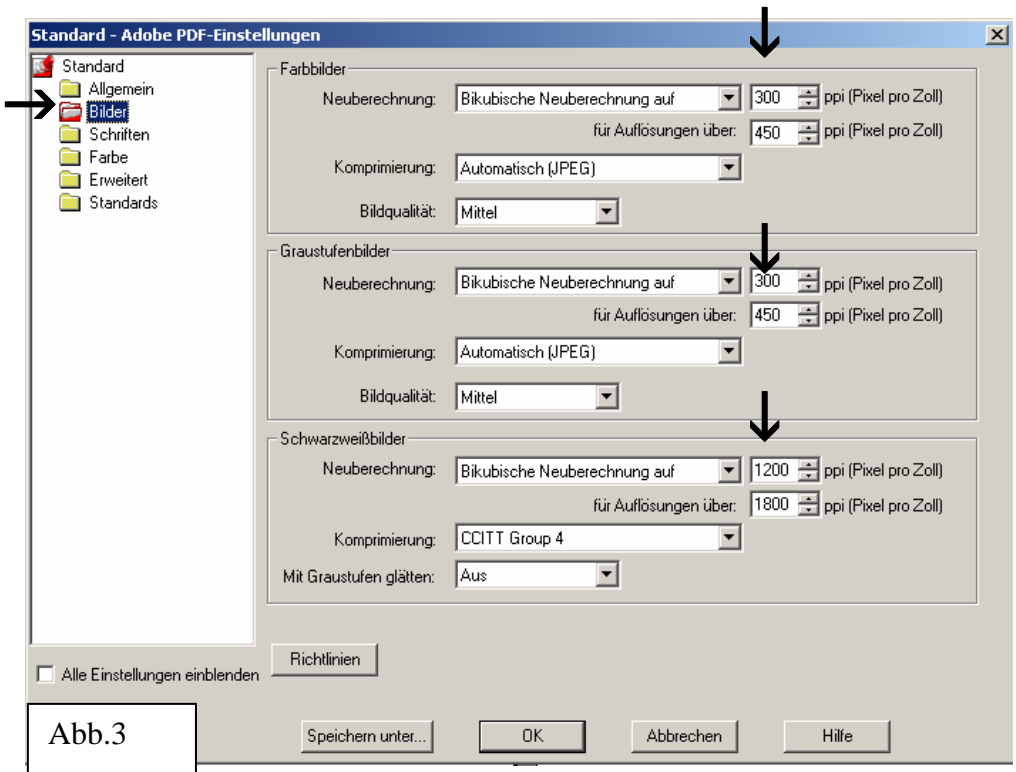 Standard - Adobe PDF-Einstellungen
Standard
Allgemein
Bilder
Schriften
Farbe
Erweitert
Standards
Farbbilder
Neuberechnung: Bikubische Neuberechnung auf 300 ppi (Pixel pro Zoll)
für Auflösungen über: 450 ppi (Pixel pro Zoll)
Komprimierung: Automatisch (JPEG)
Bildqualität: Mittel
Graustufenbilder
Neuberechnung: Bikubische Neuberechnung auf 300 ppi (Pixel pro Zoll)
für Auflösungen über: 450 ppi (Pixel pro Zoll)
Komprimierung: Automatisch (JPEG)
Bildqualität: Mittel
Schwarzweißbilder
Neuberechnung: Bikubische Neuberechnung auf 1200 ppi (Pixel pro Zoll)
für Auflösungen über: 1800 ppi (Pixel pro Zoll)
Komprimierung: CCITT Group 4
Mit Graustufen glätten: Aus
Richtlinien
Alle Einstellungen einblenden
Abb.3
Speichern unter... OK Abbrechen Hilfe